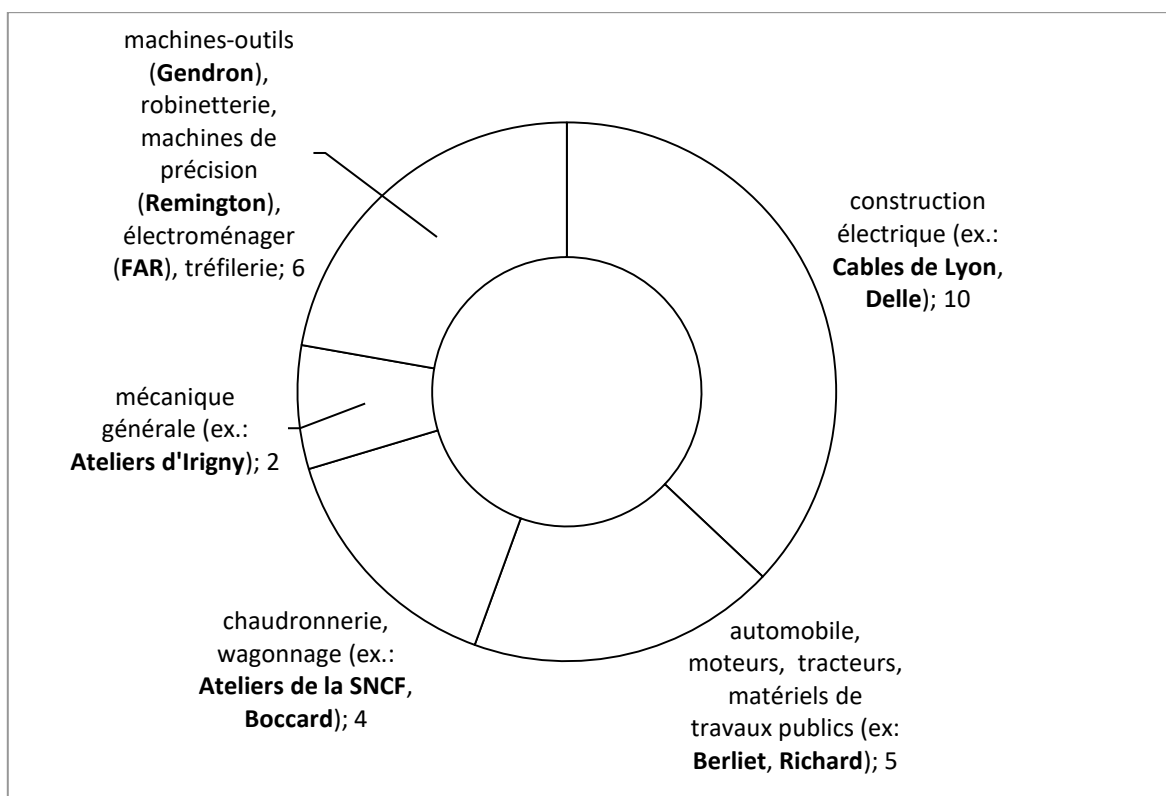 machines-outils
(Gendron),
robinetterie,
machines de
précision
(Remington),
électroménager
(FAR), tréfilerie; 6
construction
électrique (ex.:
Cables de Lyon,
Delle); 10
mécanique
générale (ex.:
Ateliers d'Irigny); 2
chaudronnerie,
wagonnage (ex.:
Ateliers de la SNCF,
Boccard); 4
automobile,
moteurs, tracteurs,
matériels de
travaux publics (ex:
Berliet, Richard); 5